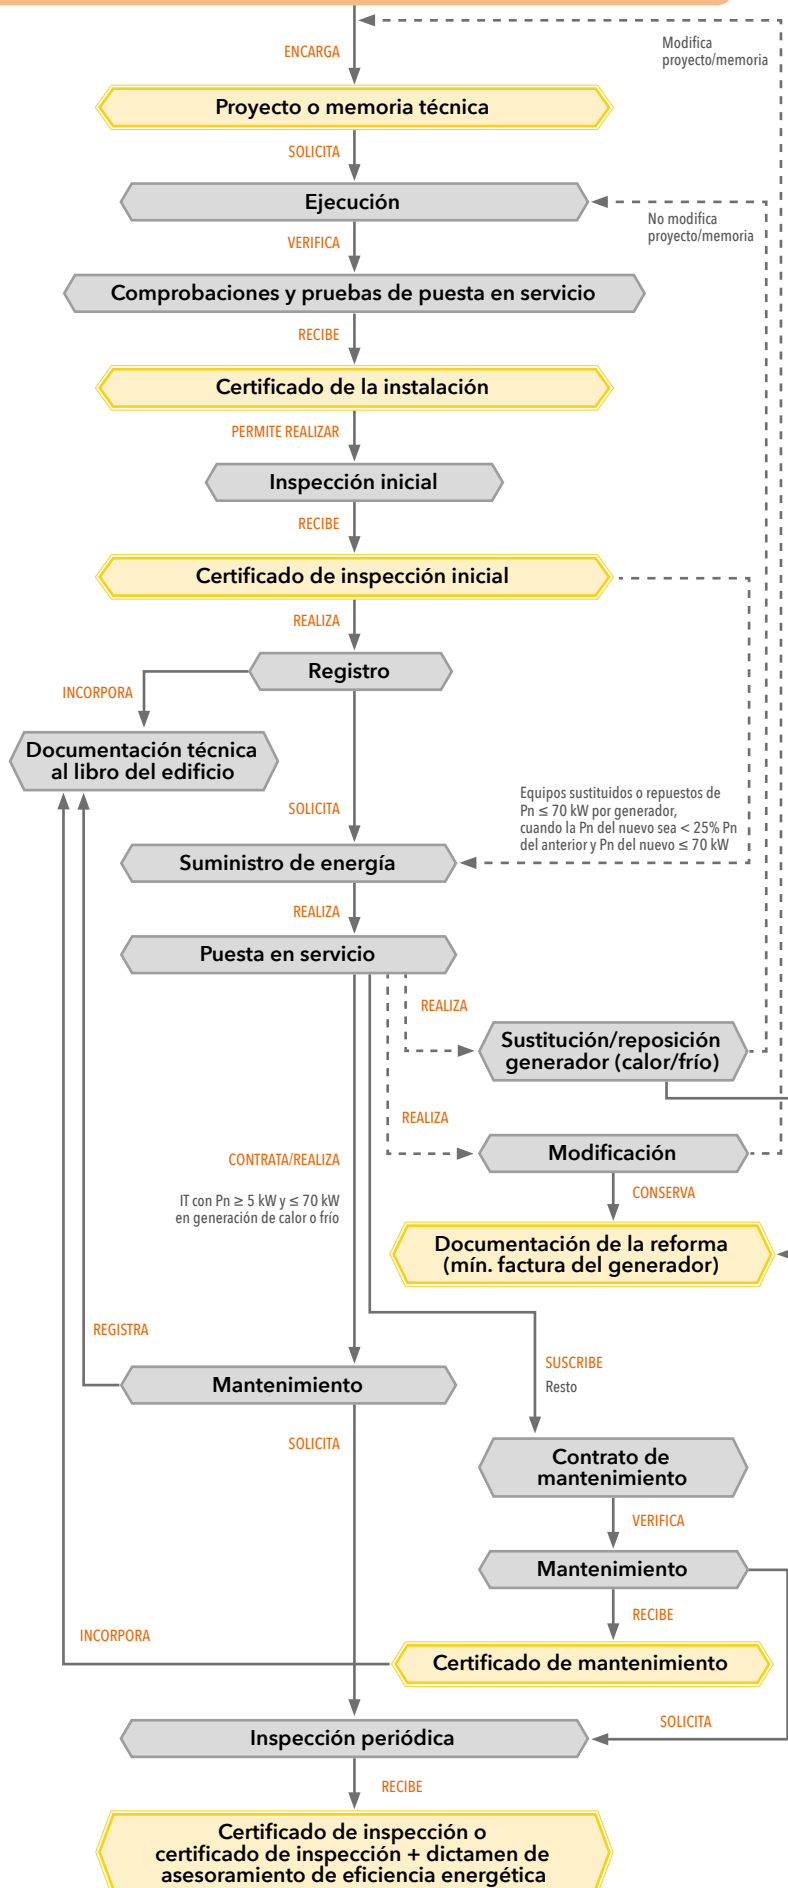 Modifica
proyecto/memoria
ENCARGA
Proyecto o memoria técnica
SOLICITA
Ejecución
No modifica
proyecto/memoria
VERIFICA
Comprobaciones y pruebas de puesta en servicio
RECIBE
Certificado de la instalación
PERMITE REALIZAR
Inspección inicial
RECIBE
Certificado de inspección inicial
REALIZA
Registro
INCORPORA
Documentación técnica
al libro del edificio
Equipos sustituidos o repuestos de
Pn ≤ 70 kW por generador,
cuando la Pn del nuevo sea < 25% Pn
del anterior y Pn del nuevo ≤ 70 kW
SOLICITA
Suministro de energía
REALIZA
Puesta en servicio
REALIZA
Sustitución/reposición
generador (calor/frío)
REALIZA
Modificación
CONTRATA/REALIZA
IT con Pn ≥ 5 kW y ≤ 70 kW
en generación de calor o frío
CONSERVA
Documentación de la reforma
(mín. factura del generador)
REGISTRA
Mantenimiento
SUSCRIBE
Resto
SOLICITA
Contrato de
mantenimiento
VERIFICA
Mantenimiento
RECIBE
INCORPORA
Certificado de mantenimiento
SOLICITA
Inspección periódica
RECIBE
Certificado de inspección o
certificado de inspección + dictamen de
asesoramiento de eficiencia energética